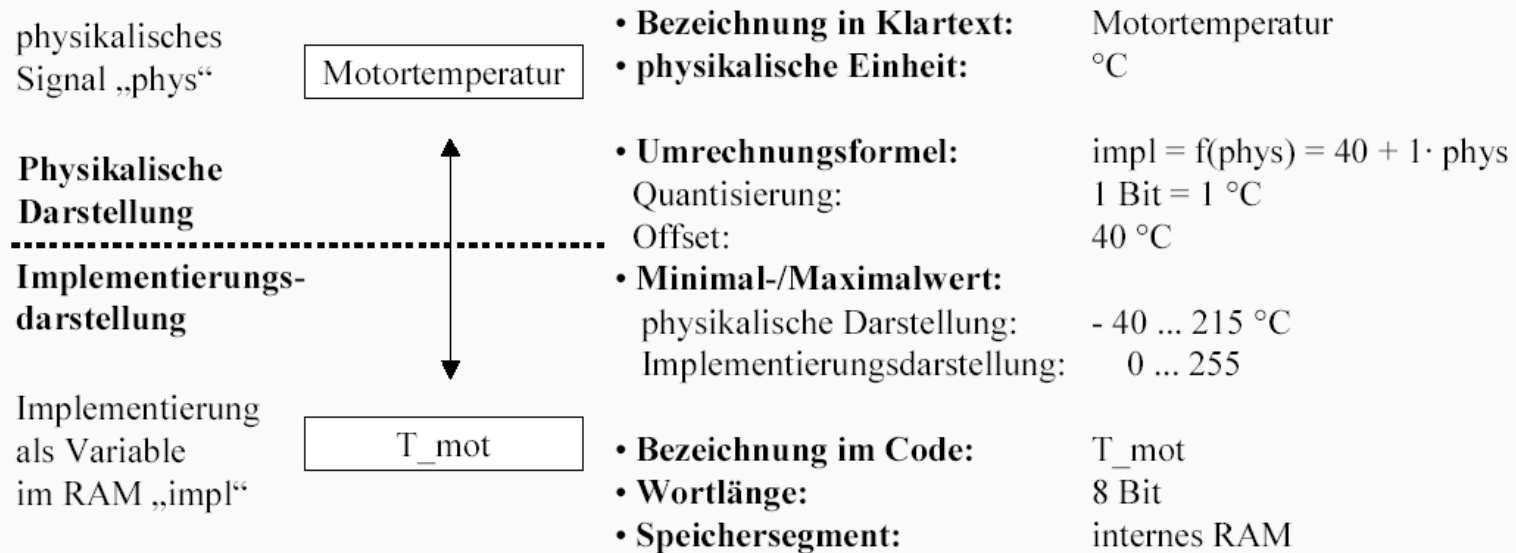 physikalisches
Signal „phys“
Motortemperatur
Physikalische
Darstellung
Implementierungs-
darstellung
Implementierung
als Variable
im RAM „impl“
T_mot
• Bezeichnung in Klartext: Motortemperatur
• physikalische Einheit: °C
• Umrechnungsformel: impl = f(phys) = 40 + 1· phys
Quantisierung: 1 Bit = 1 °C
Offset: 40 °C
• Minimal-/Maximalwert:
physikalische Darstellung: - 40 ... 215 °C
Implementierungsdarstellung: 0 ... 255
• Bezeichnung im Code: T_mot
• Wortlänge: 8 Bit
• Speichersegment: internes RAM